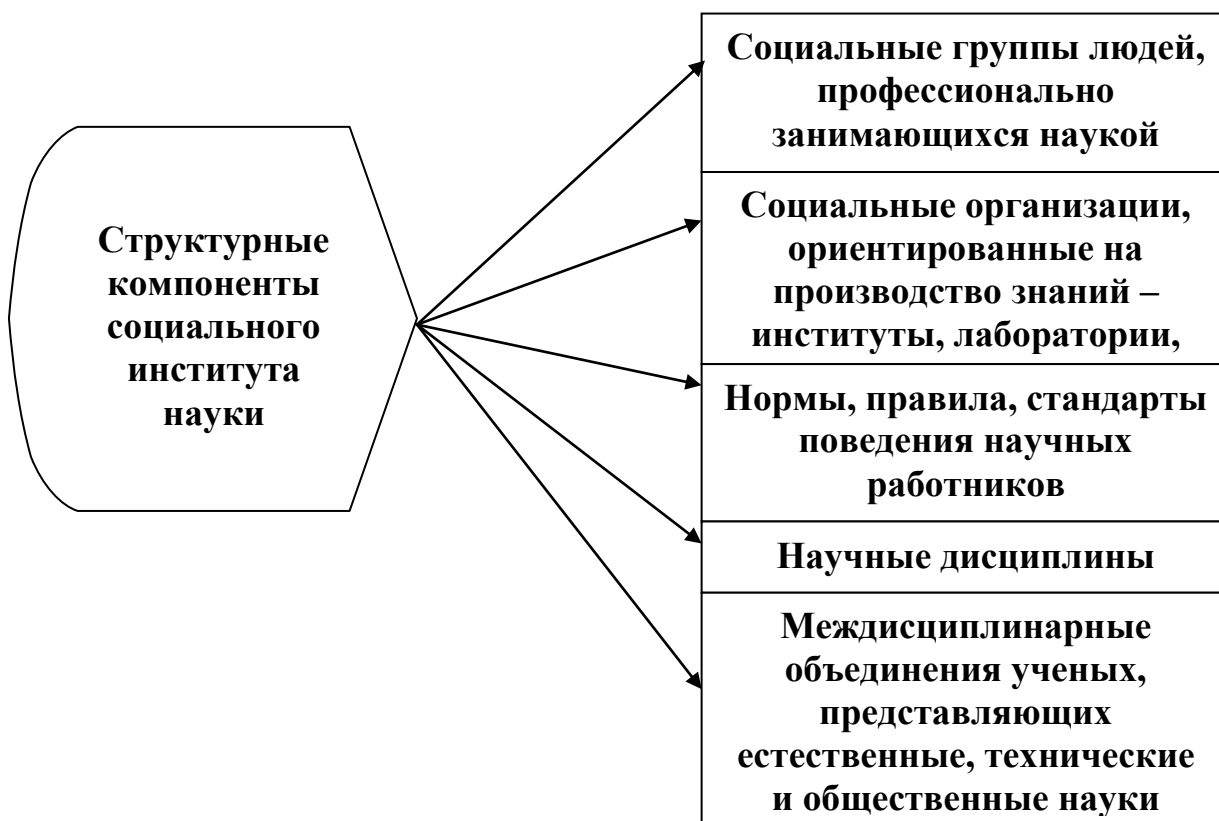 Структурные
компоненты
социального
института
науки
Социальные группы людей,
профессионально
занимающихся наукой
Социальные организации,
ориентированные на
производство знаний –
институты, лаборатории,
Нормы, правила, стандарты
поведения научных
работников
Научные дисциплины
Междисциплинарные
объединения ученых,
представляющих
естественные, технические
и общественные науки